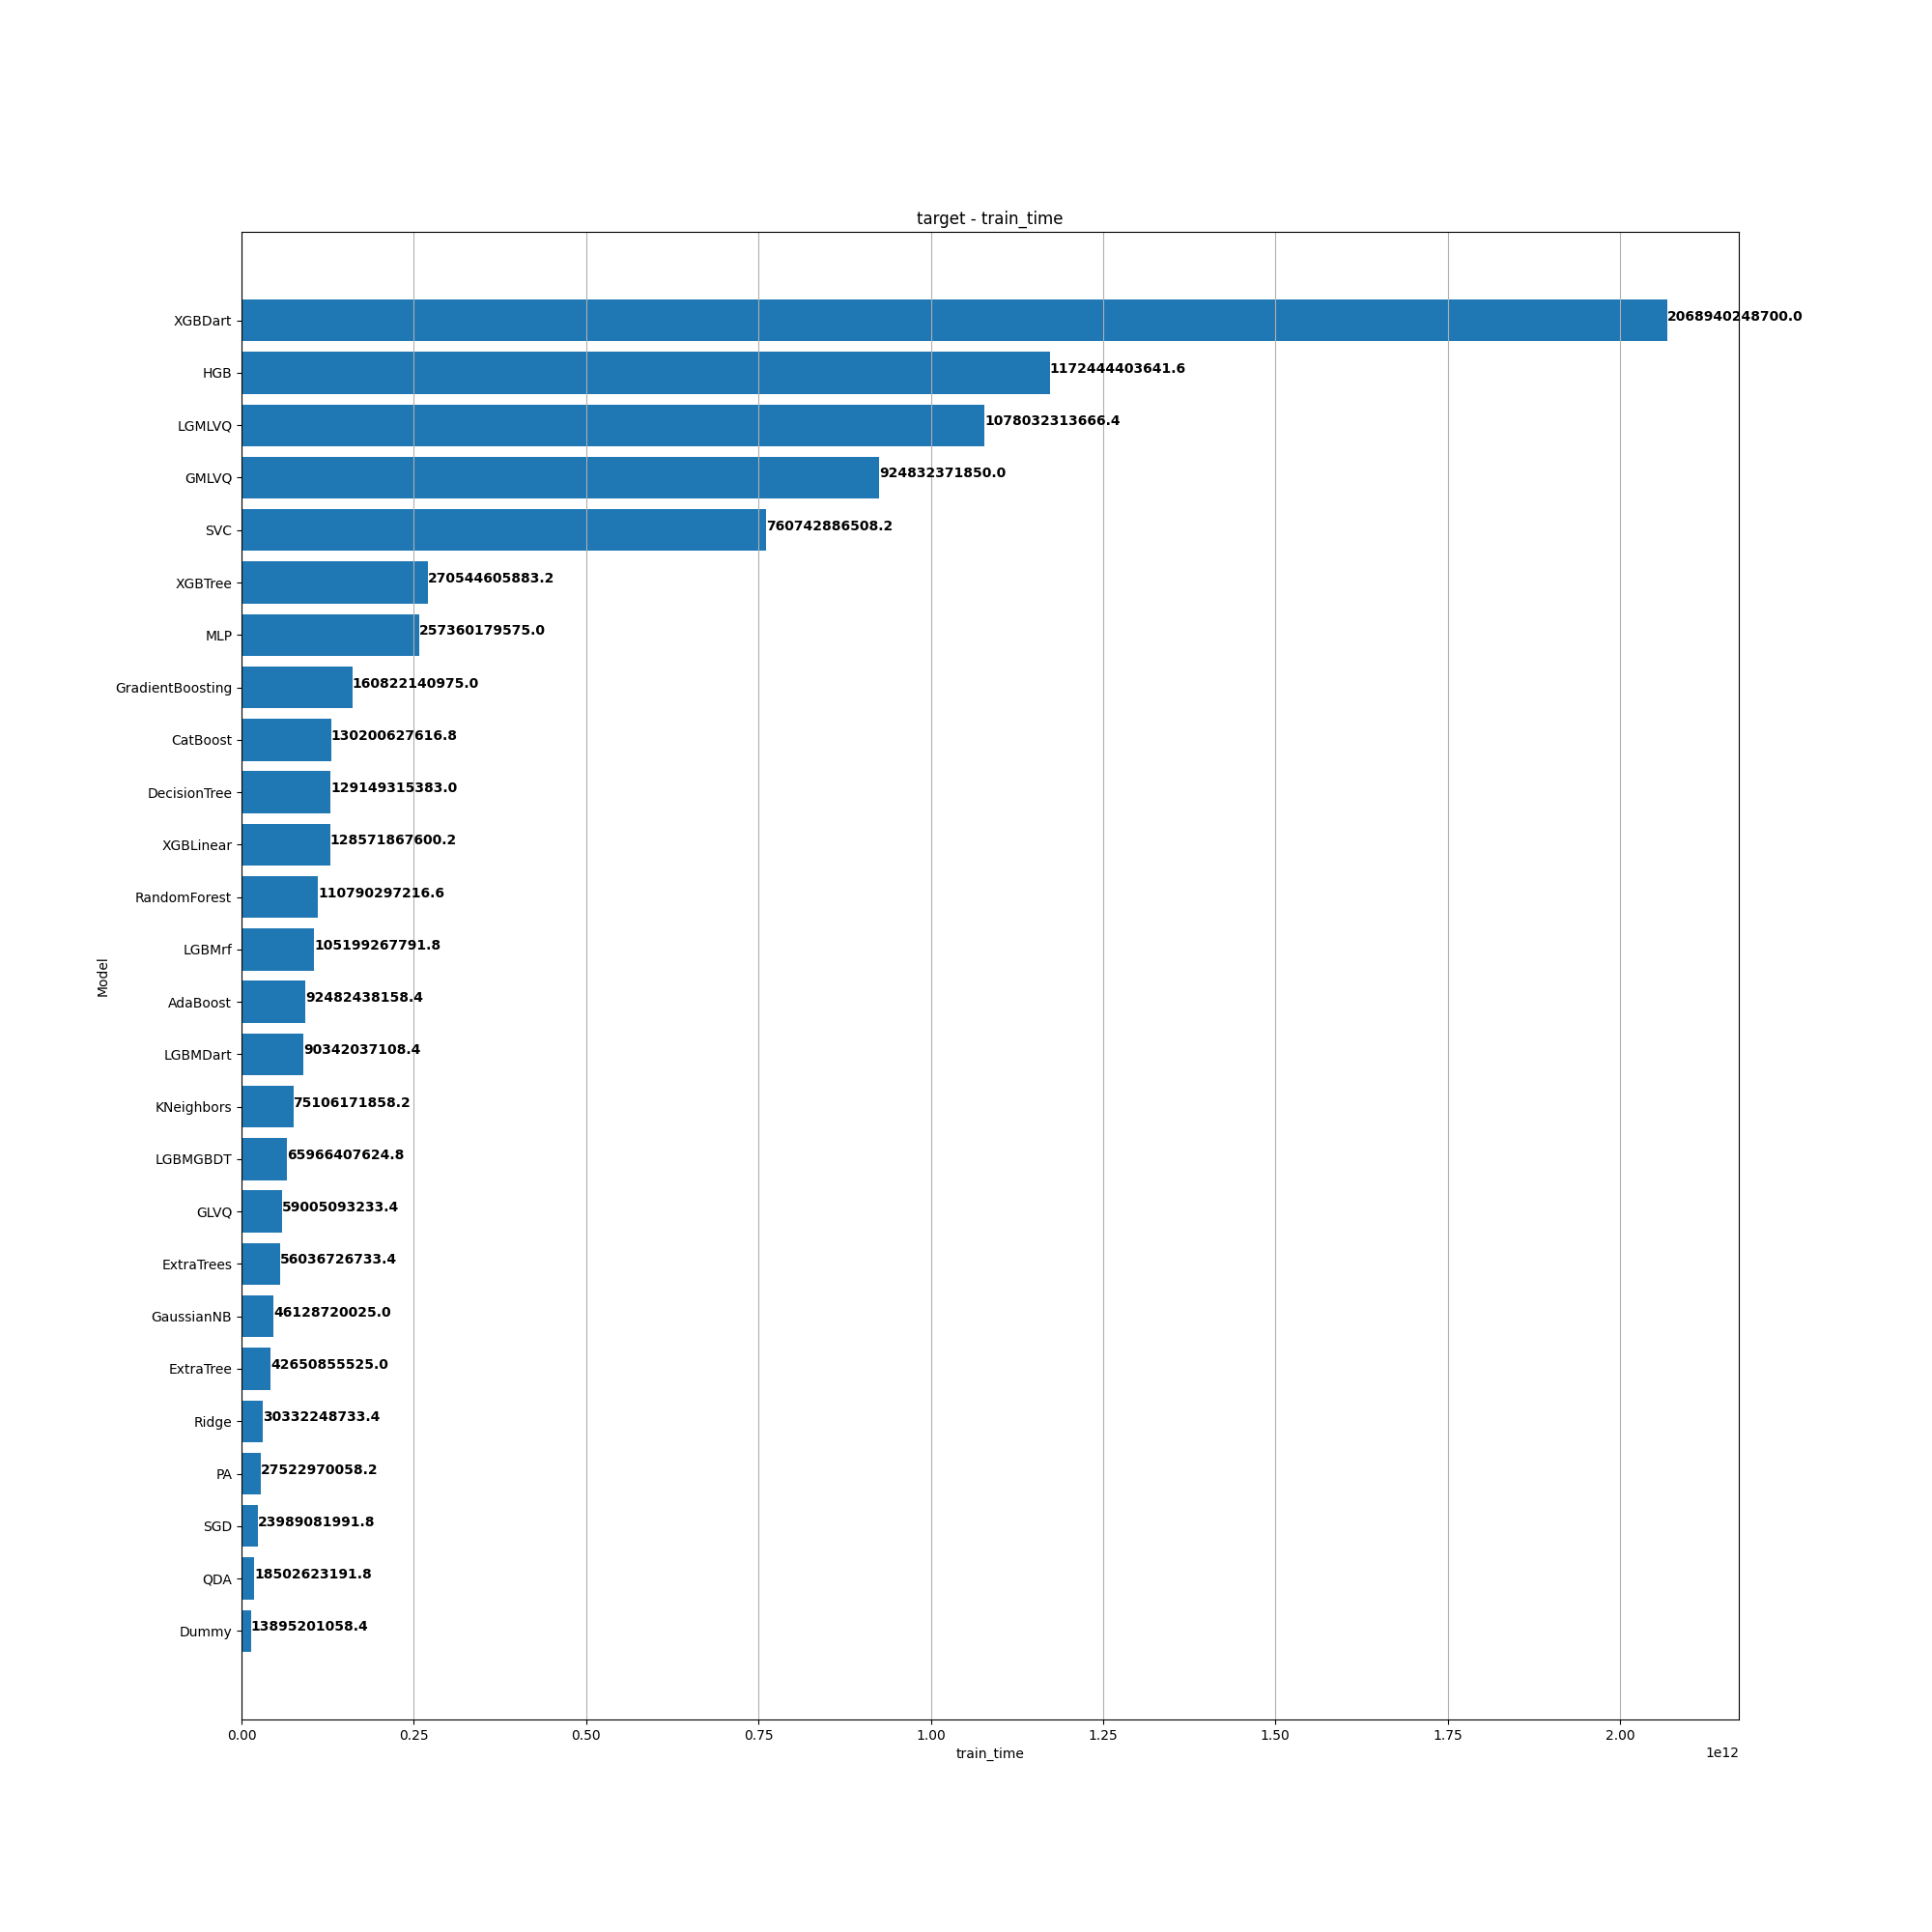 target - train_time
XGBDart 2068940248700.0
HGB 1172444403641.6
LGMLVQ 1078032313666.4
GMLVQ 924832371850.0
SVC 760742886508.2
XGBTree 270544605883.2
MLP 257360179575.0
GradientBoosting 160822140975.0
CatBoost 130200627616.8
DecisionTree 129149315383.0
XGBLinear 128571867600.2
RandomForest 110790297216.6
LGBMrf 105199267791.8
AdaBoost 92482438158.4
LGBMDart 90342037108.4
KNeighbors 75106171858.2
LGBMGBDT 65966407624.8
GLVQ 59005093233.4
ExtraTrees 56036726733.4
GaussianNB 46128720025.0
ExtraTree 42650855525.0
Ridge 30332248733.4
PA 27522970058.2
SGD 23989081991.8
QDA 18502623191.8
Dummy 13895201058.4
Model
0.00 0.25 0.50 0.75 1.00 1.25 1.50 1.75 2.00
train_time
1e12